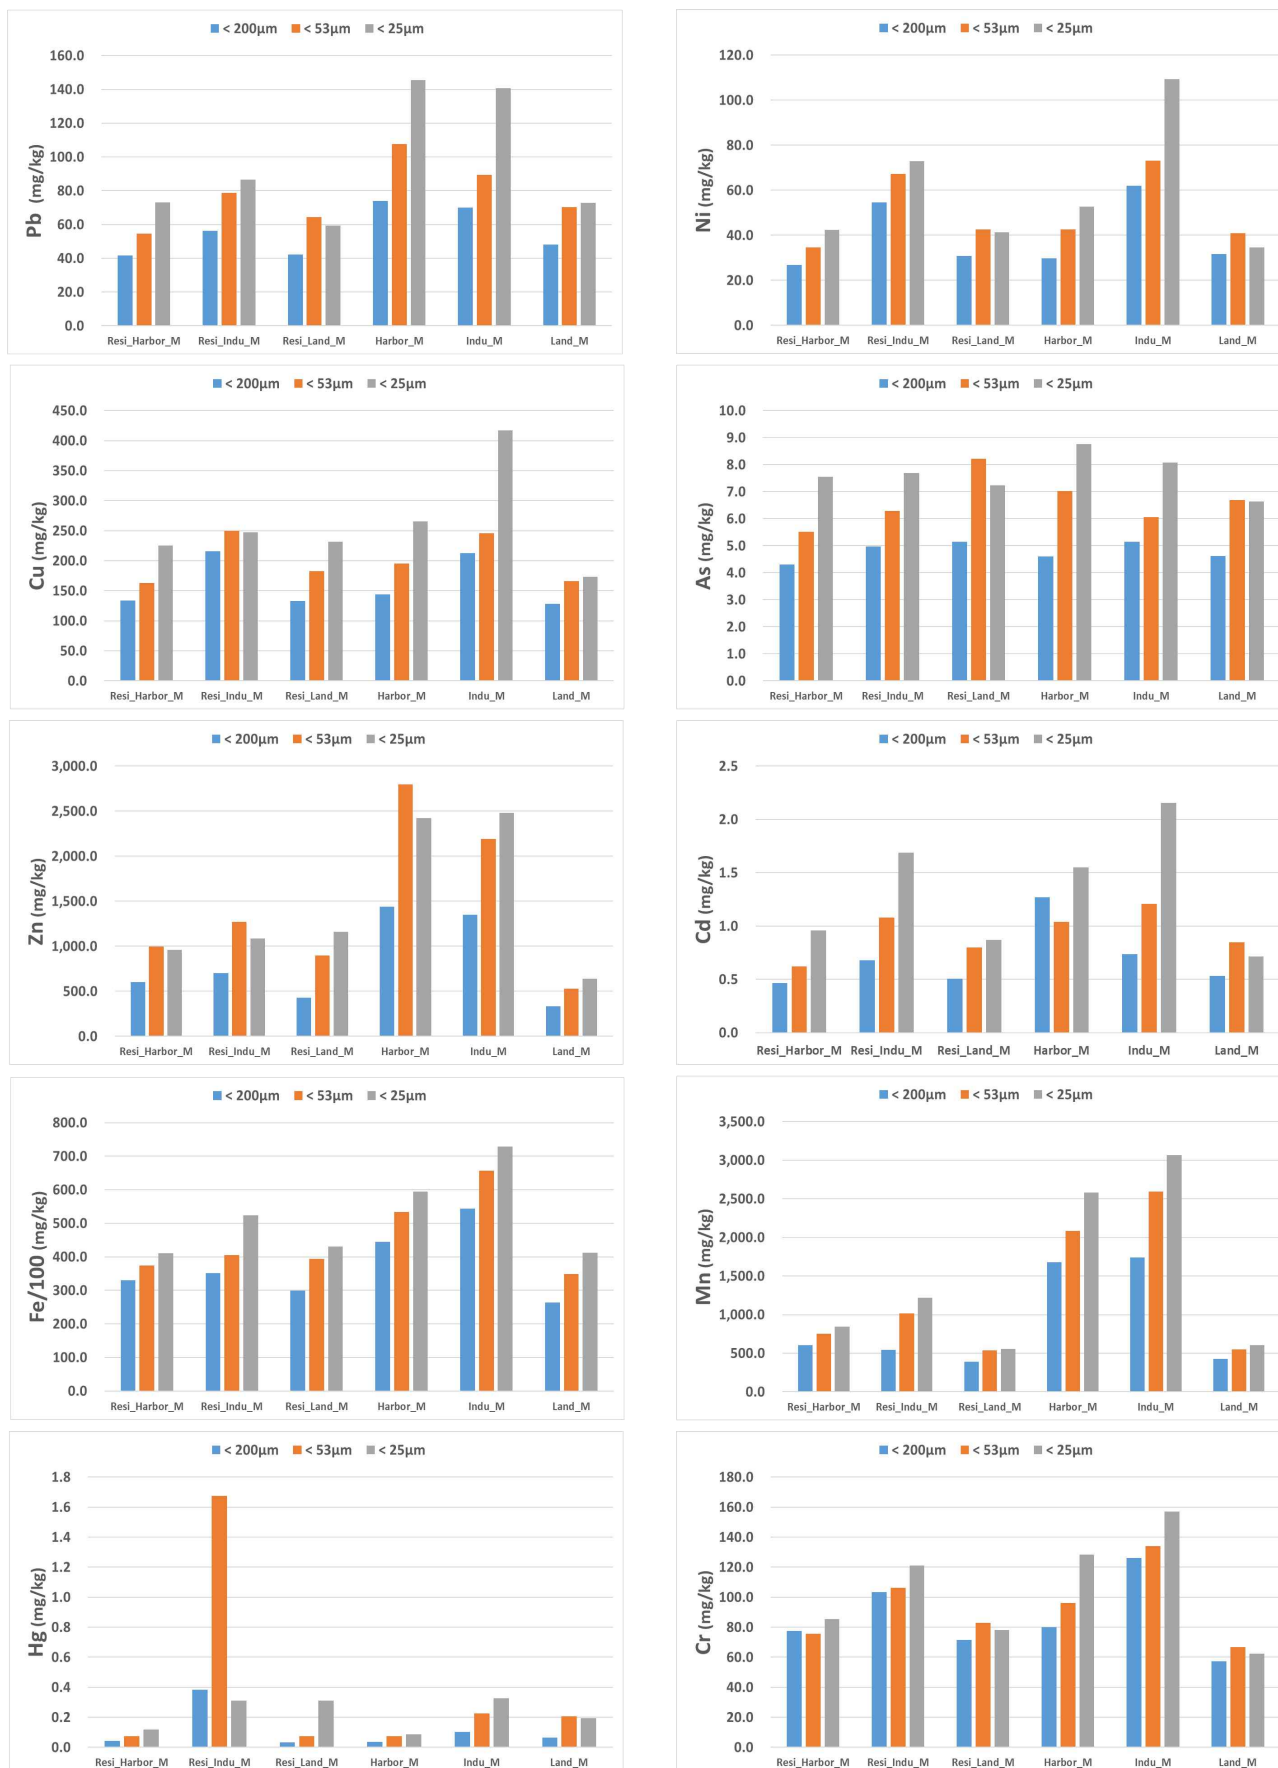 < 200µm < 53µm < 25µm
160.0
140.0
120.0
100.0
80.0
60.0
40.0
20.0
0.0
Pb (mg/kg)
Resi_Harbor_M Resi_Indu_M Resi_Land_M Harbor_M Indu_M Land_M
< 200µm < 53µm < 25µm
120.0
100.0
80.0
60.0
40.0
20.0
0.0
Ni (mg/kg)
Resi_Harbor_M Resi_Indu_M Resi_Land_M Harbor_M Indu_M Land_M
< 200µm < 53µm < 25µm
450.0
400.0
350.0
300.0
250.0
200.0
150.0
100.0
50.0
0.0
Cu (mg/kg)
Resi_Harbor_M Resi_Indu_M Resi_Land_M Harbor_M Indu_M Land_M
< 200µm < 53µm < 25µm
10.0
9.0
8.0
7.0
6.0
5.0
4.0
3.0
2.0
1.0
0.0
As (mg/kg)
Resi_Harbor_M Resi_Indu_M Resi_Land_M Harbor_M Indu_M Land_M
< 200µm < 53µm < 25µm
3,000.0
2,500.0
2,000.0
1,500.0
1,000.0
500.0
0.0
Zn (mg/kg)
Resi_Harbor_M Resi_Indu_M Resi_Land_M Harbor_M Indu_M Land_M
< 200µm < 53µm < 25µm
2.5
2.0
1.5
1.0
0.5
0.0
Cd (mg/kg)
Resi_Harbor_M Resi_Indu_M Resi_Land_M Harbor_M Indu_M Land_M
< 200µm < 53µm < 25µm
800.0
700.0
600.0
500.0
400.0
300.0
200.0
100.0
0.0
Fe/100 (mg/kg)
Resi_Harbor_M Resi_Indu_M Resi_Land_M Harbor_M Indu_M Land_M
< 200µm < 53µm < 25µm
3,500.0
3,000.0
2,500.0
2,000.0
1,500.0
1,000.0
500.0
0.0
Mn (mg/kg)
Resi_Harbor_M Resi_Indu_M Resi_Land_M Harbor_M Indu_M Land_M
< 200µm < 53µm < 25µm
1.8
1.6
1.4
1.2
1.0
0.8
0.6
0.4
0.2
0.0
Hg (mg/kg)
Resi_Harbor_M Resi_Indu_M Resi_Land_M Harbor_M Indu_M Land_M
< 200µm < 53µm < 25µm
180.0
160.0
140.0
120.0
100.0
80.0
60.0
40.0
20.0
0.0
Cr (mg/kg)
Resi_Harbor_M Resi_Indu_M Resi_Land_M Harbor_M Indu_M Land_M